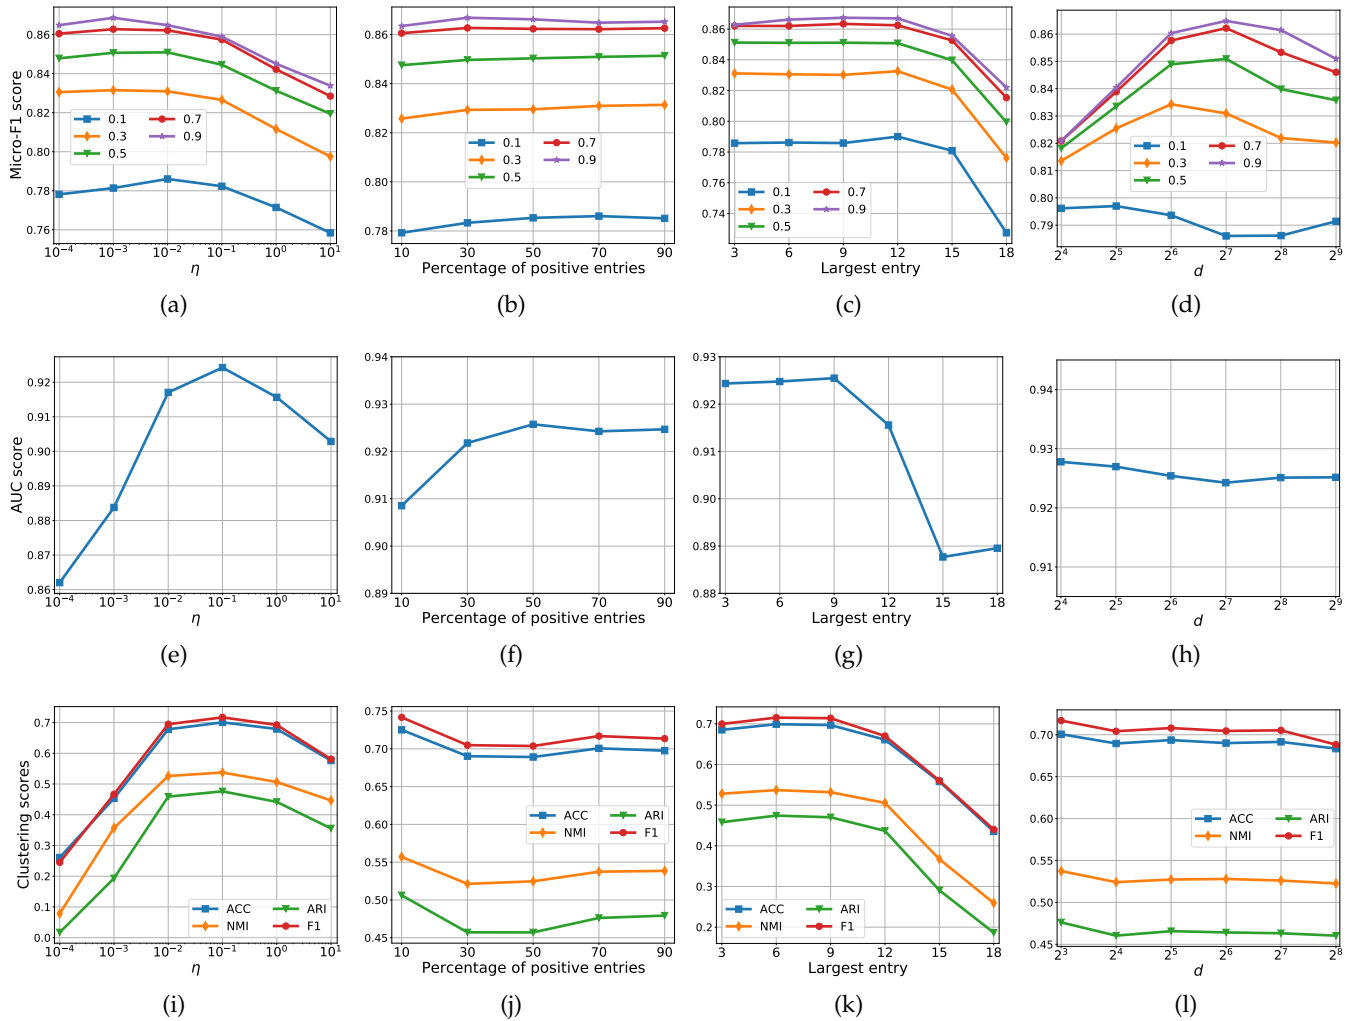 Micro-F1 score
0.86
0.84
0.82
0.80
0.78
0.76
0.1 0.7
0.3 0.9
0.5
10⁻⁴ 10⁻³ 10⁻² 10⁻¹ 10⁰ 10¹
η
(a)
0.86
0.84
0.82
0.80
0.78
0.1 0.7
0.3 0.9
0.5
10 30 50 70 90
Percentage of positive entries
(b)
0.86
0.84
0.82
0.80
0.78
0.76
0.74
0.1 0.7
0.3 0.9
0.5
3 6 9 12 15 18
Largest entry
(c)
0.86
0.85
0.84
0.83
0.82
0.81
0.80
0.79
0.1 0.7
0.3 0.9
0.5
2⁴ 2⁵ 2⁶ 2⁷ 2⁸ 2⁹
d
(d)
AUC score
0.92
0.91
0.90
0.89
0.88
0.87
0.86
10⁻⁴ 10⁻³ 10⁻² 10⁻¹ 10⁰ 10¹
η
(e)
0.94
0.93
0.92
0.91
0.90
0.89
10 30 50 70 90
Percentage of positive entries
(f)
0.93
0.92
0.91
0.90
0.89
0.88
3 6 9 12 15 18
Largest entry
(g)
0.94
0.93
0.92
0.91
2⁴ 2⁵ 2⁶ 2⁷ 2⁸ 2⁹
d
(h)
Clustering scores
0.7
0.6
0.5
0.4
0.3
0.2
0.1
0.0
ACC ARI
NMI F1
10⁻⁴ 10⁻³ 10⁻² 10⁻¹ 10⁰ 10¹
η
(i)
0.75
0.70
0.65
0.60
0.55
0.50
0.45
ACC ARI
NMI F1
10 30 50 70 90
Percentage of positive entries
(j)
0.7
0.6
0.5
0.4
0.3
0.2
ACC ARI
NMI F1
3 6 9 12 15 18
Largest entry
(k)
0.70
0.65
0.60
0.55
0.50
0.45
ACC ARI
NMI F1
2³ 2⁴ 2⁵ 2⁶ 2⁷ 2⁸
d
(l)